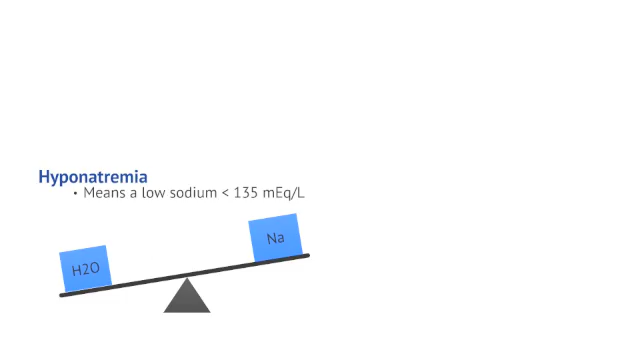 Hyponatremia
• Means a low sodium < 135 mEq/L
Na
H2O